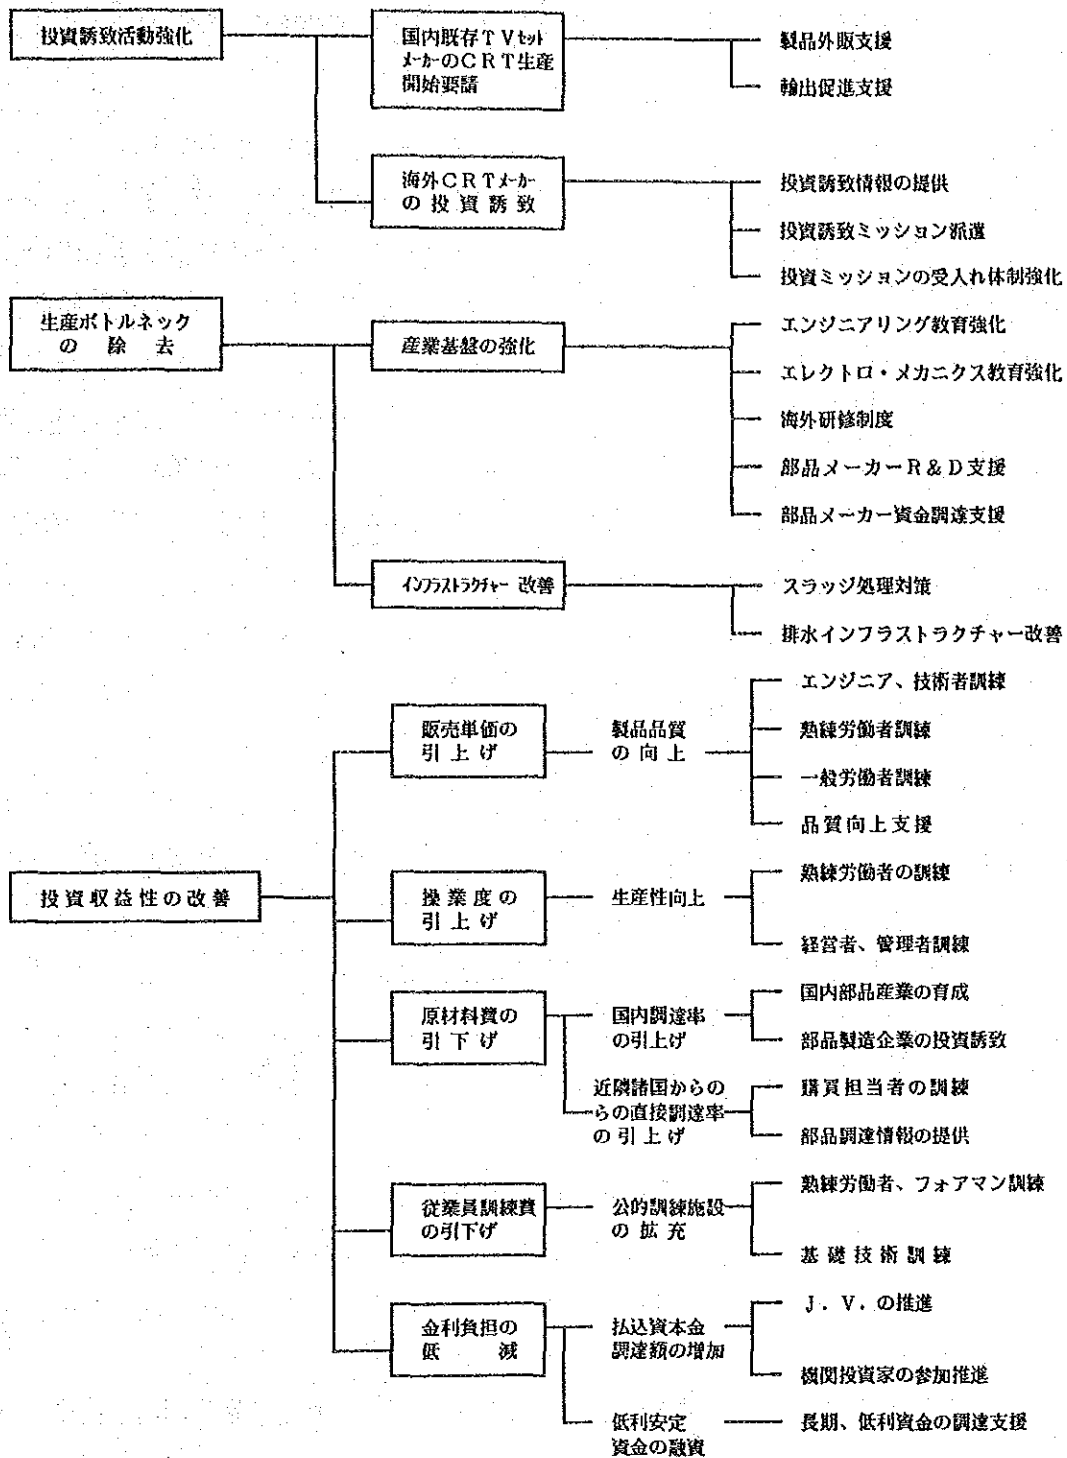 投資誘致活動強化
国内既存TVセット
メーカーのCRT生産
開始要請
製品外販支援
輸出促進支援
海外CRTメーカー
の投資誘致
投資誘致情報の提供
投資誘致ミッション派遣
投資ミッションの受入れ体制強化
生産ボトルネック
の除去
産業基盤の強化
エンジニアリング教育強化
エレクトロ・メカニクス教育強化
海外研修制度
部品メーカーR&D支援
部品メーカー資金調達支援
インフラストラクチャー改善
スラッジ処理対策
排水インフラストラクチャー改善
投資収益性の改善
販売単価の
引上げ
製品品質
の向上
エンジニア、技術者訓練
熟練労働者訓練
一般労働者訓練
品質向上支援
操業度の
引上げ
生産性向上
熟練労働者の訓練
経営者、管理者訓練
原材料費の
引下げ
国内調達率
の引上げ
国内部品産業の育成
部品製造企業の投資誘致
近隣諸国からの
らの直接調達率
の引上げ
購買担当者の訓練
部品調達情報の提供
従業員訓練費
の引下げ
公的訓練施設
の拡充
熟練労働者、フォアマン訓練
基礎技術訓練
金利負担の
低減
払込資本金
調達額の増加
J.V.の推進
機関投資家の参加推進
低利安定
資金の融資
長期、低利資金の調達支援